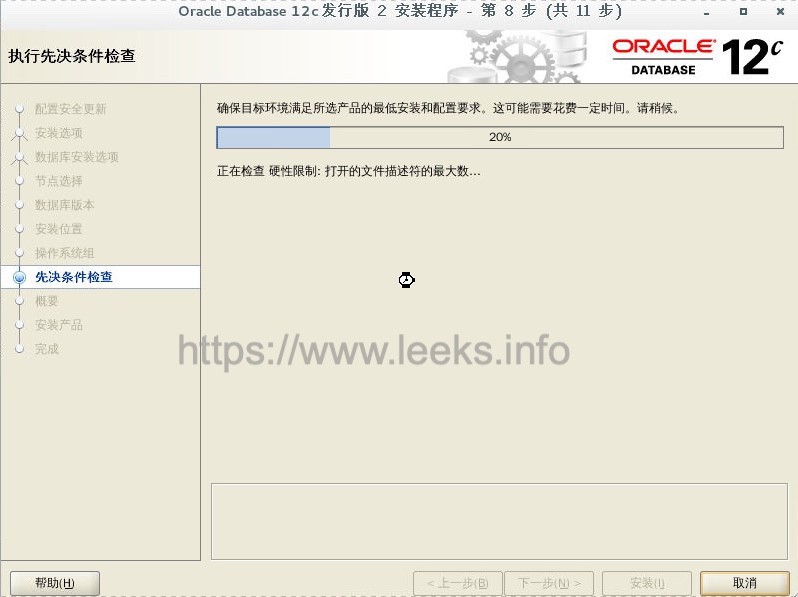 Oracle Database 12c 发行版 2 安装程序 - 第 8 步 (共 11 步)
执行先决条件检查
ORACLE®
DATABASE
12c
配置安全更新
安装选项
数据库安装选项
节点选择
数据库版本
安装位置
操作系统组
先决条件检查
概要
安装产品
完成
确保目标环境满足所选产品的最低安装和配置要求。这可能需要花费一定时间。请稍候。
20%
正在检查 硬性限制: 打开的文件描述符的最大数...
https://www.leeks.info
帮助(H)
< 上一步(B)
下一步(N) >
安装(I)
取消